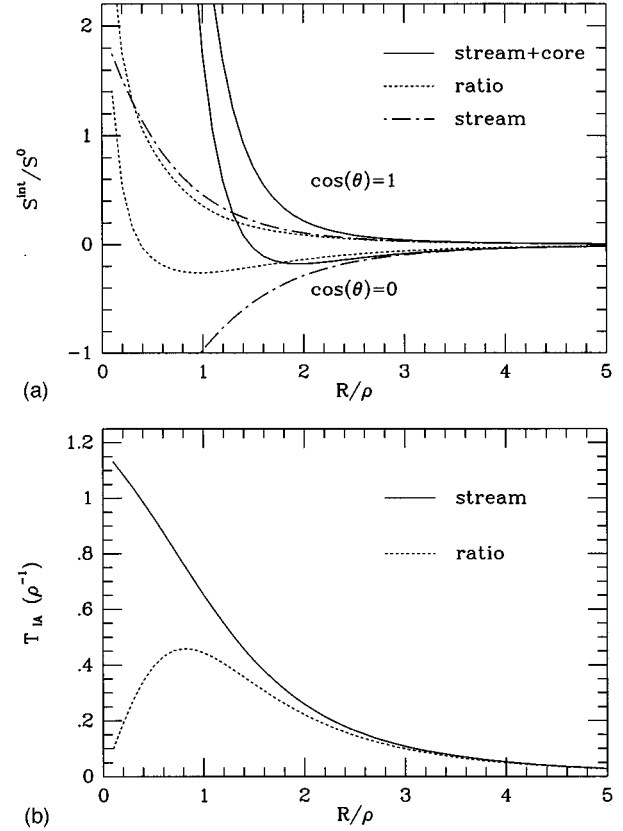 2
1
0
−1
S^int/S^0
stream+core
ratio
stream
cos(θ)=1
cos(θ)=0
0 1 2 3 4 5
(a)
R/ρ
1.2
1
.8
.6
.4
.2
0
T_IA (ρ^−1)
stream
ratio
0 1 2 3 4 5
(b)
R/ρ